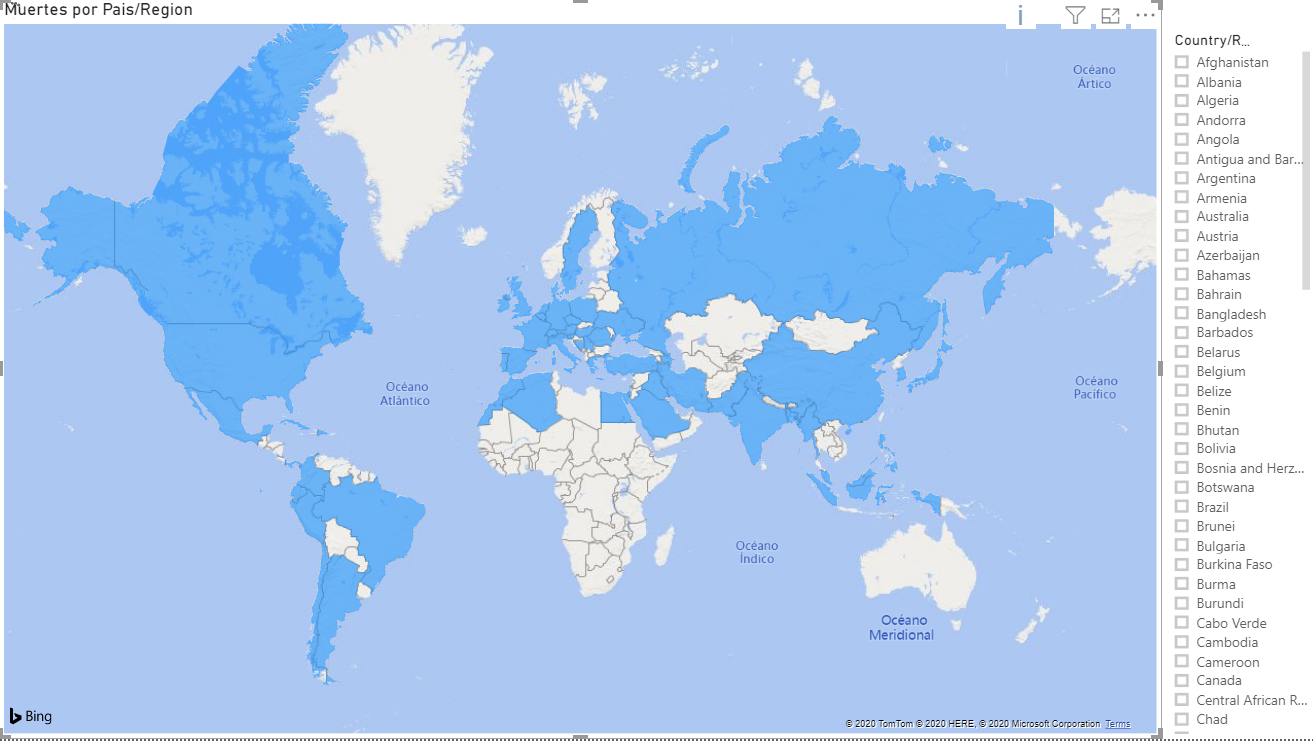 Muertes por Pais/Region
Océano
Ártico
Océano
Atlántico
Océano
Pacífico
Océano
Índico
Océano
Meridional
Bing
© 2020 TomTom © 2020 HERE, © 2020 Microsoft Corporation Terms
Country/R...
Afghanistan
Albania
Algeria
Andorra
Angola
Antigua and Bar...
Argentina
Armenia
Australia
Austria
Azerbaijan
Bahamas
Bahrain
Bangladesh
Barbados
Belarus
Belgium
Belize
Benin
Bhutan
Bolivia
Bosnia and Herz...
Botswana
Brazil
Brunei
Bulgaria
Burkina Faso
Burma
Burundi
Cabo Verde
Cambodia
Cameroon
Canada
Central African R...
Chad